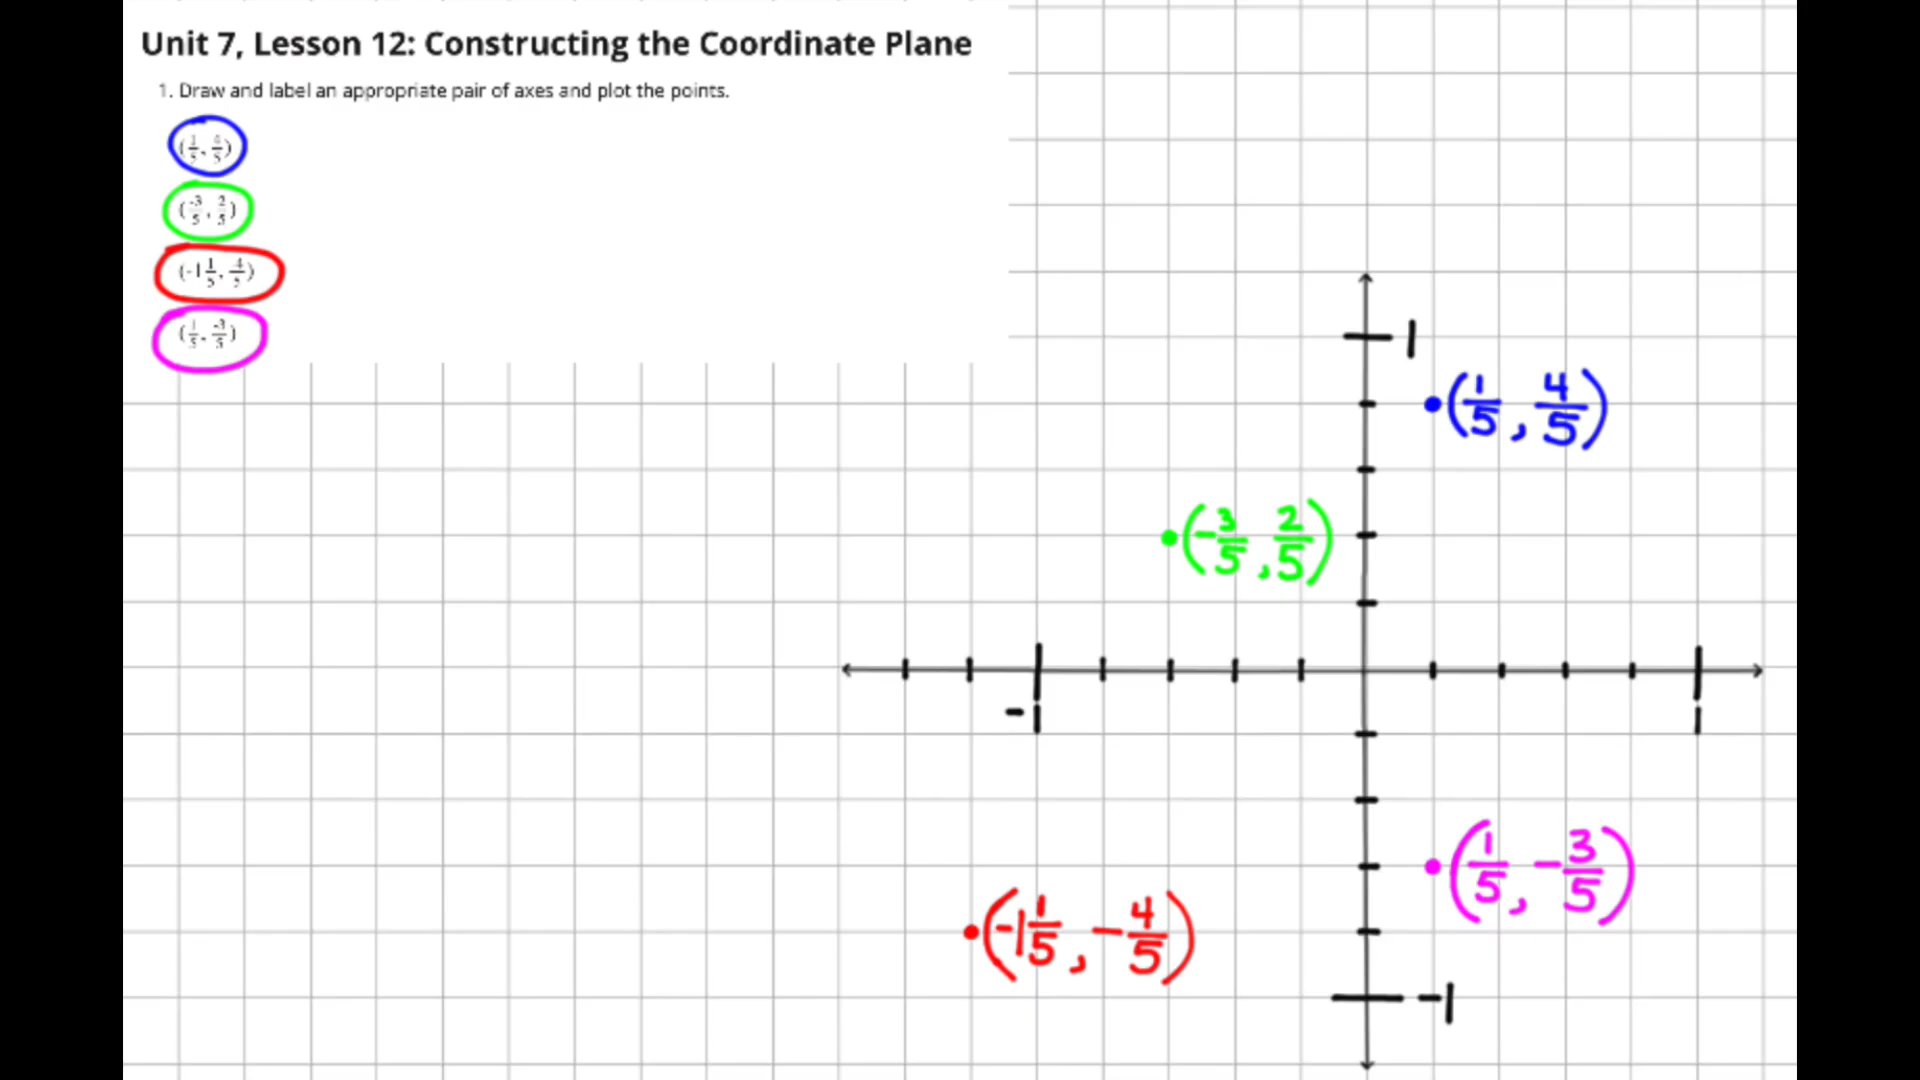 Unit 7, Lesson 12: Constructing the Coordinate Plane
1. Draw and label an appropriate pair of axes and plot the points.
(1/5, 4/5)
(-3/5, 2/5)
(-1 1/5, -4/5)
(1/5, -3/5)
1
(1/5, 4/5)
(-3/5, 2/5)
-1
1
(1/5, -3/5)
(-1 1/5, -4/5)
-1